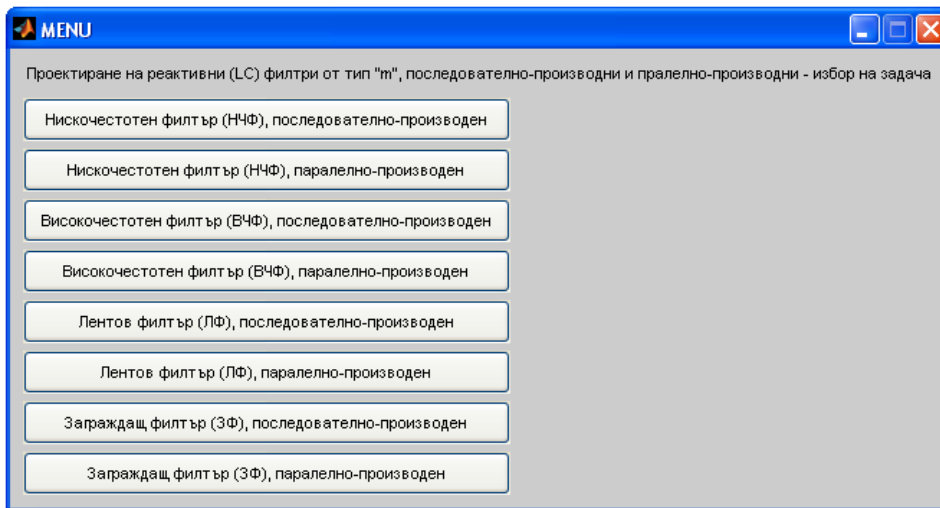 MENU
Проектиране на реактивни (LC) филтри от тип "m", последователно-производни и пралелно-производни - избор на задача
Нискочестотен филтър (НЧФ), последователно-производен
Нискочестотен филтър (НЧФ), паралелно-производен
Високочестотен филтър (ВЧФ), последователно-производен
Високочестотен филтър (ВЧФ), паралелно-производен
Лентов филтър (ЛФ), последователно-производен
Лентов филтър (ЛФ), паралелно-производен
Заграждащ филтър (ЗФ), последователно-производен
Заграждащ филтър (ЗФ), паралелно-производен